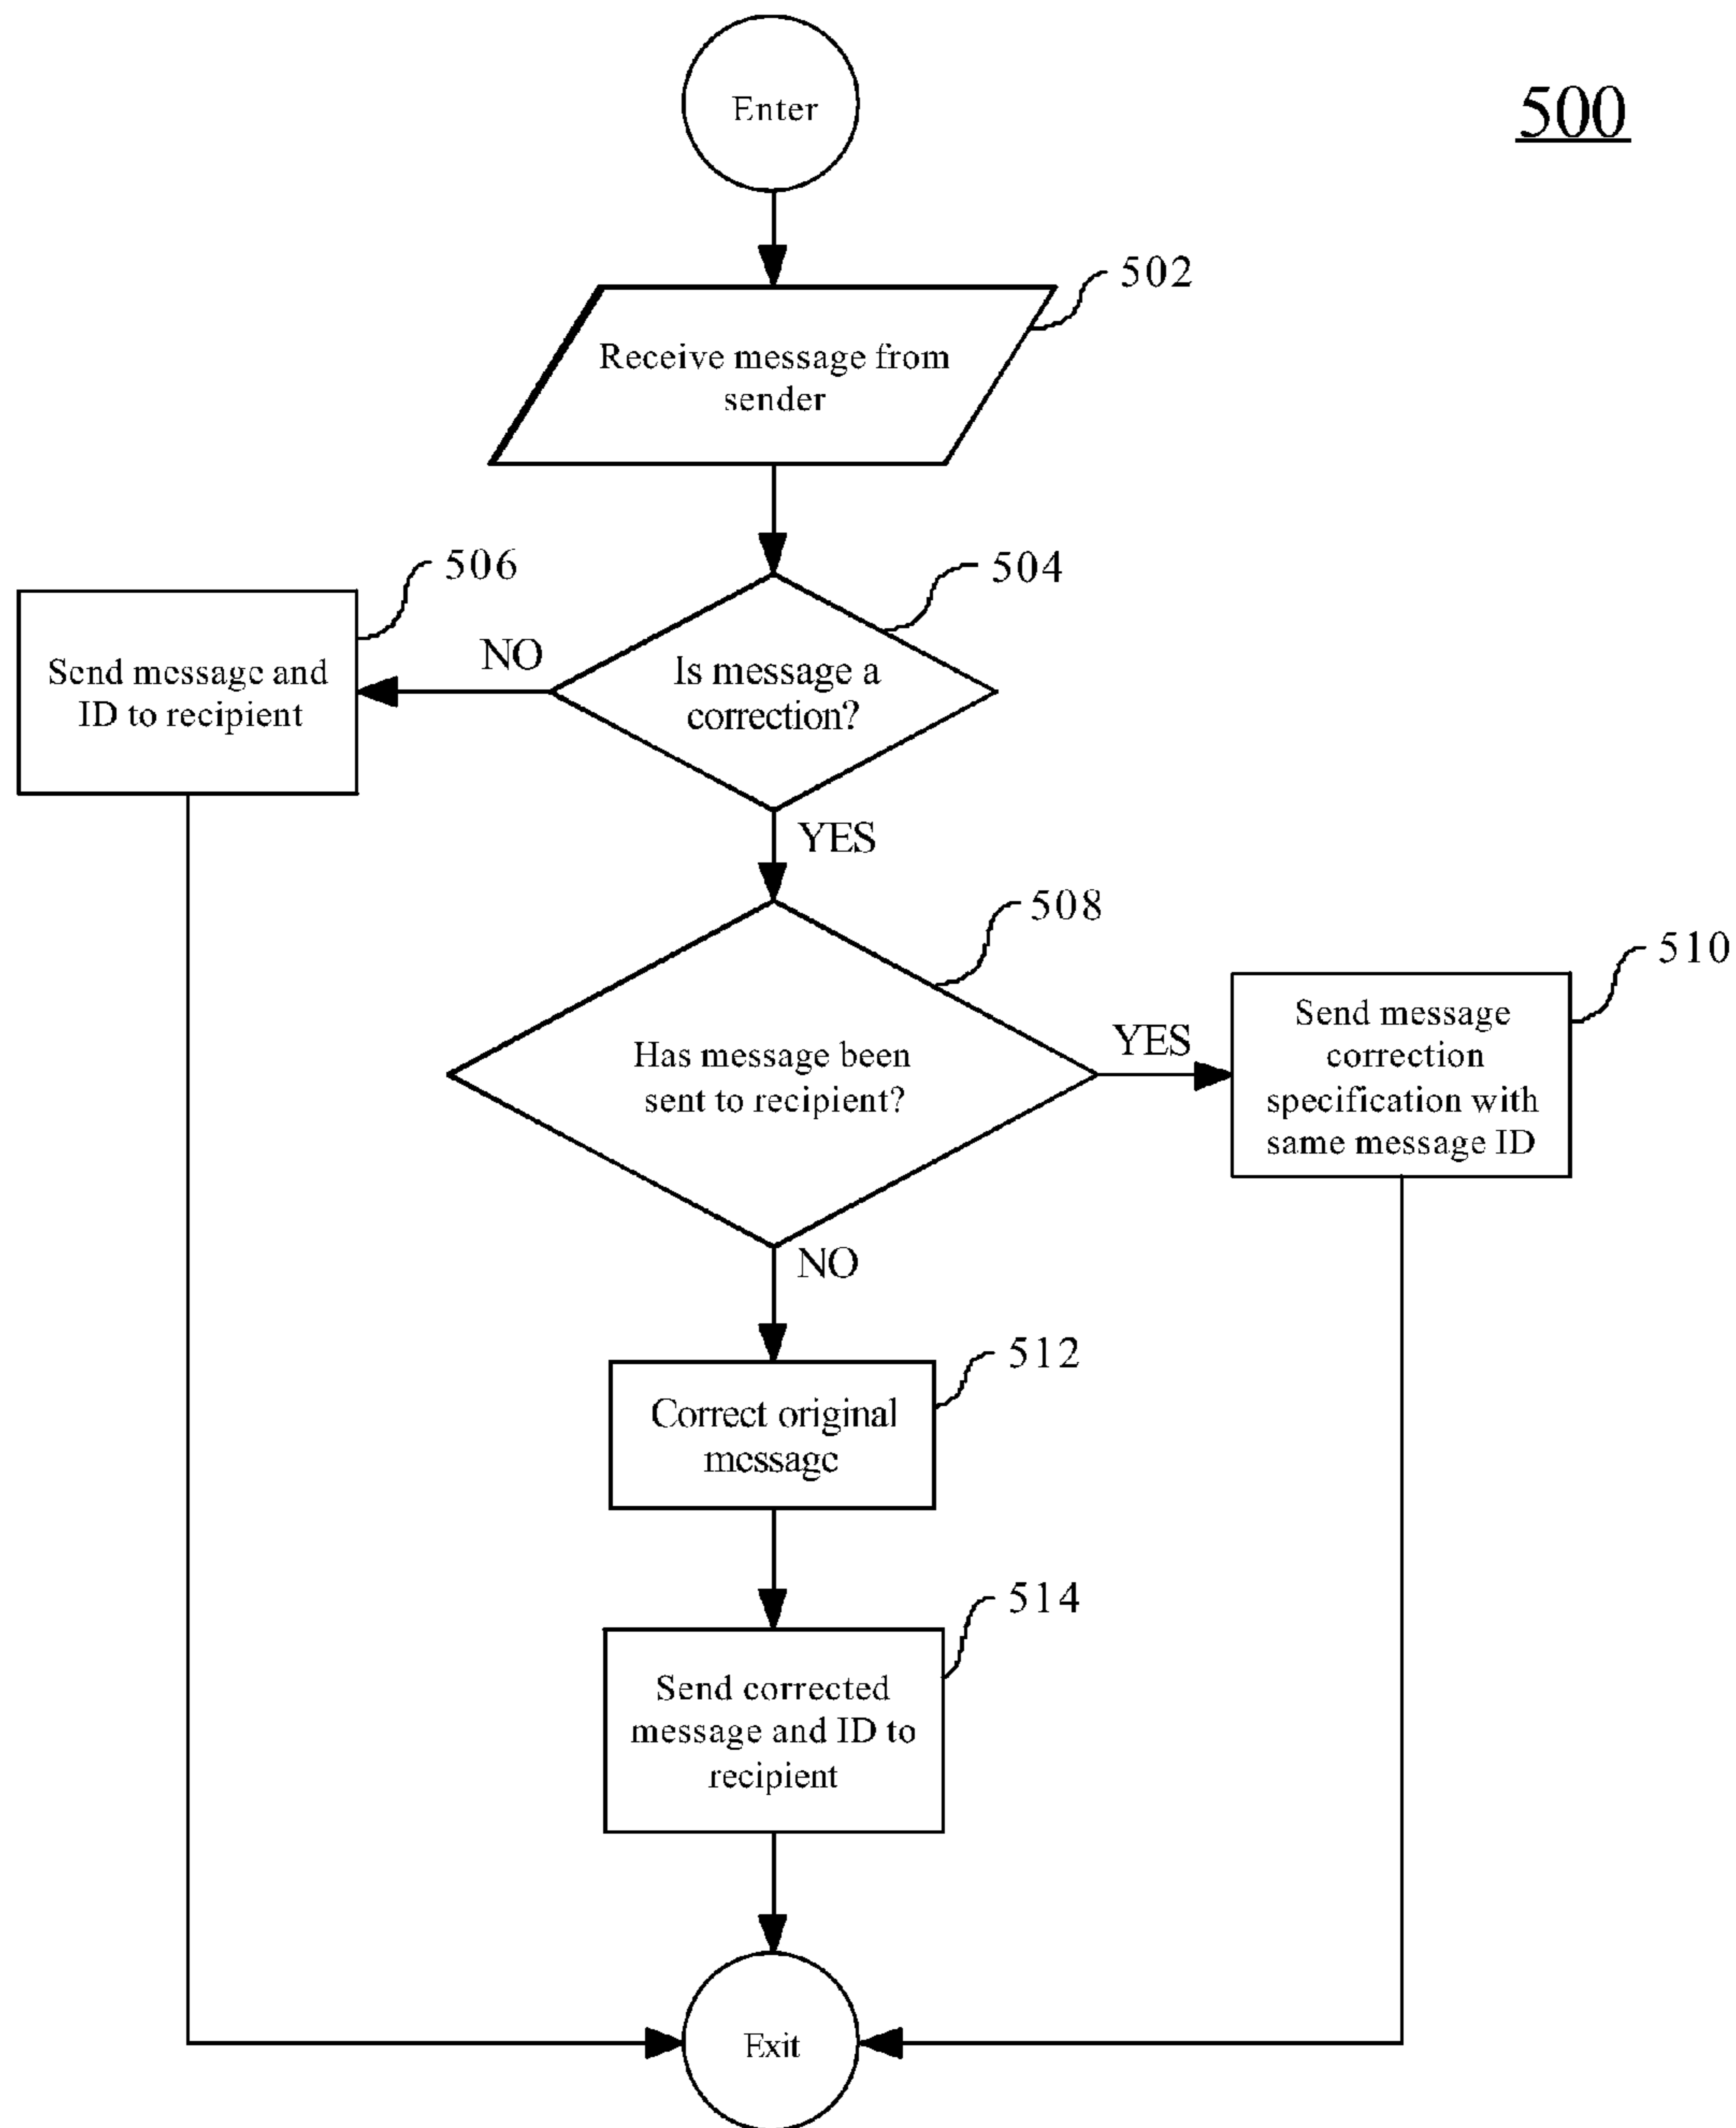 Enter
500
502
Receive message from
sender
506
504
Send message and
ID to recipient
NO
Is message a
correction?
YES
508
510
Has message been
sent to recipient?
YES
Send message
correction
specification with
same message ID
NO
512
Correct original
message
514
Send corrected
message and ID to
recipient
Exit